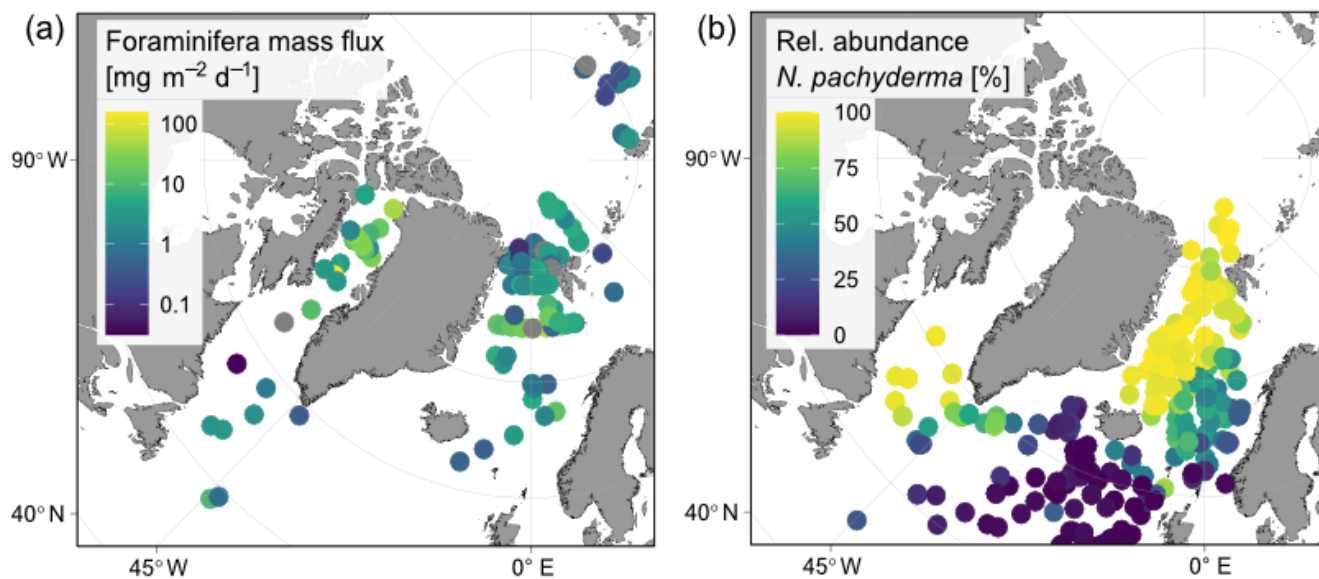 (a)
Foraminifera mass flux
[mg m⁻² d⁻¹]
100
10
1
0.1
90° W
40° N
45° W
0° E
(b)
Rel. abundance
N. pachyderma [%]
100
75
50
25
0
90° W
40° N
45° W
0° E